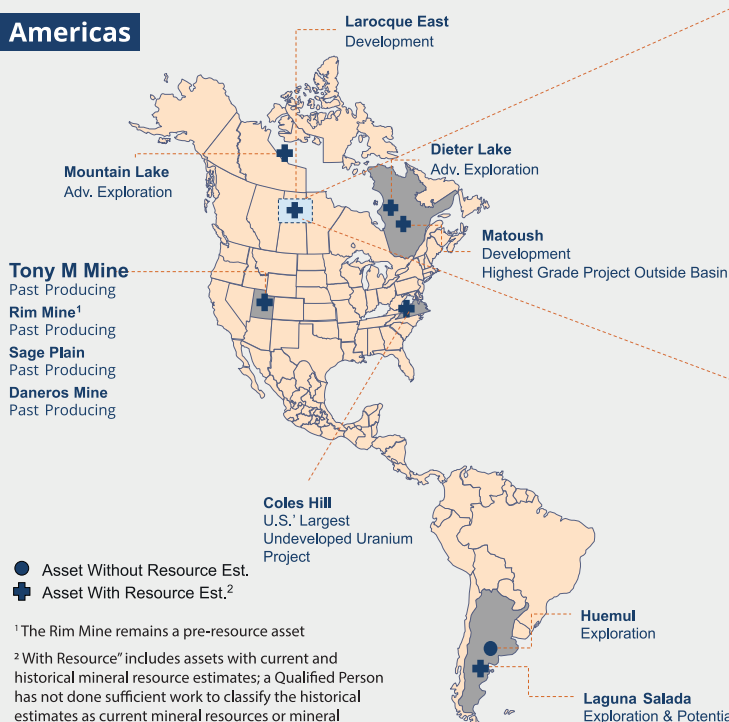 Americas
Larocque East
Development
Mountain Lake
Adv. Exploration
Dieter Lake
Adv. Exploration
Matoush
Development
Highest Grade Project Outside Basin
Tony M Mine
Past Producing
Rim Mine¹
Past Producing
Sage Plain
Past Producing
Daneros Mine
Past Producing
Coles Hill
U.S.' Largest
Undeveloped Uranium
Project
Asset Without Resource Est.
Asset With Resource Est.²
¹ The Rim Mine remains a pre-resource asset
² With Resource" includes assets with current and
historical mineral resource estimates; a Qualified Person
has not done sufficient work to classify the historical
estimates as current mineral resources or mineral
Huemul
Exploration
Laguna Salada
Exploration & Potential